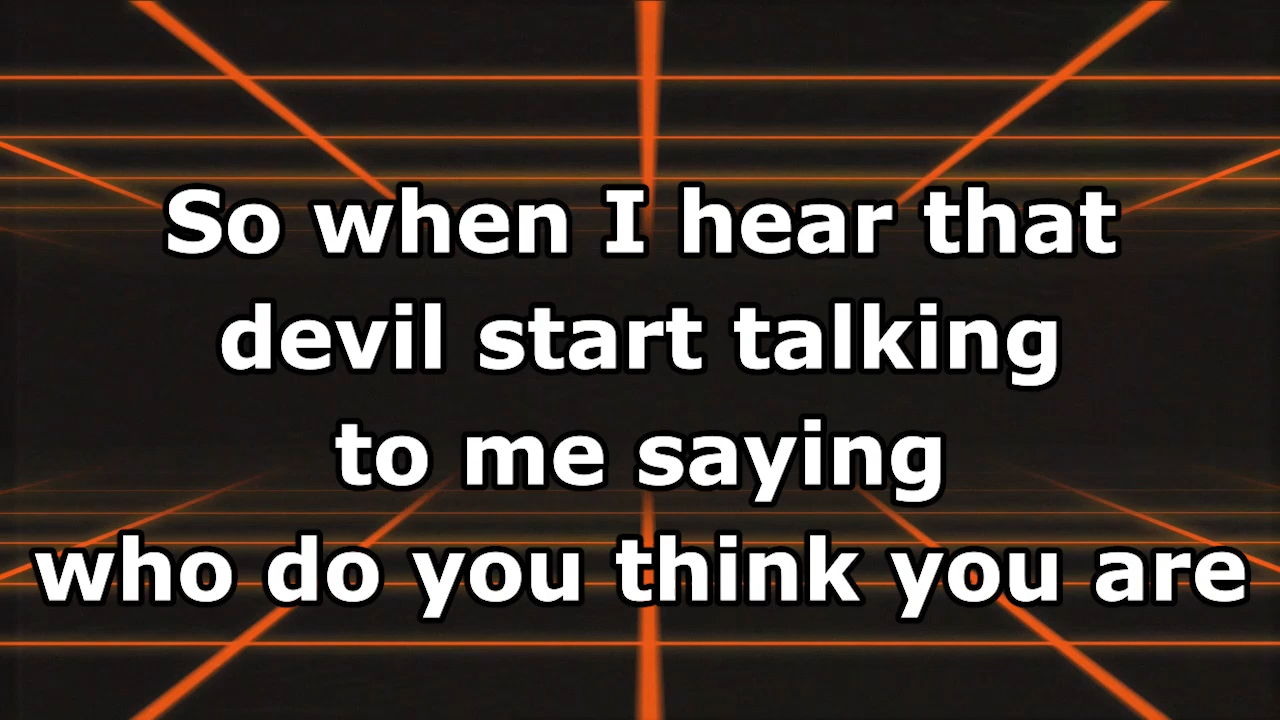 So when I hear that
devil start talking
to me saying
who do you think you are